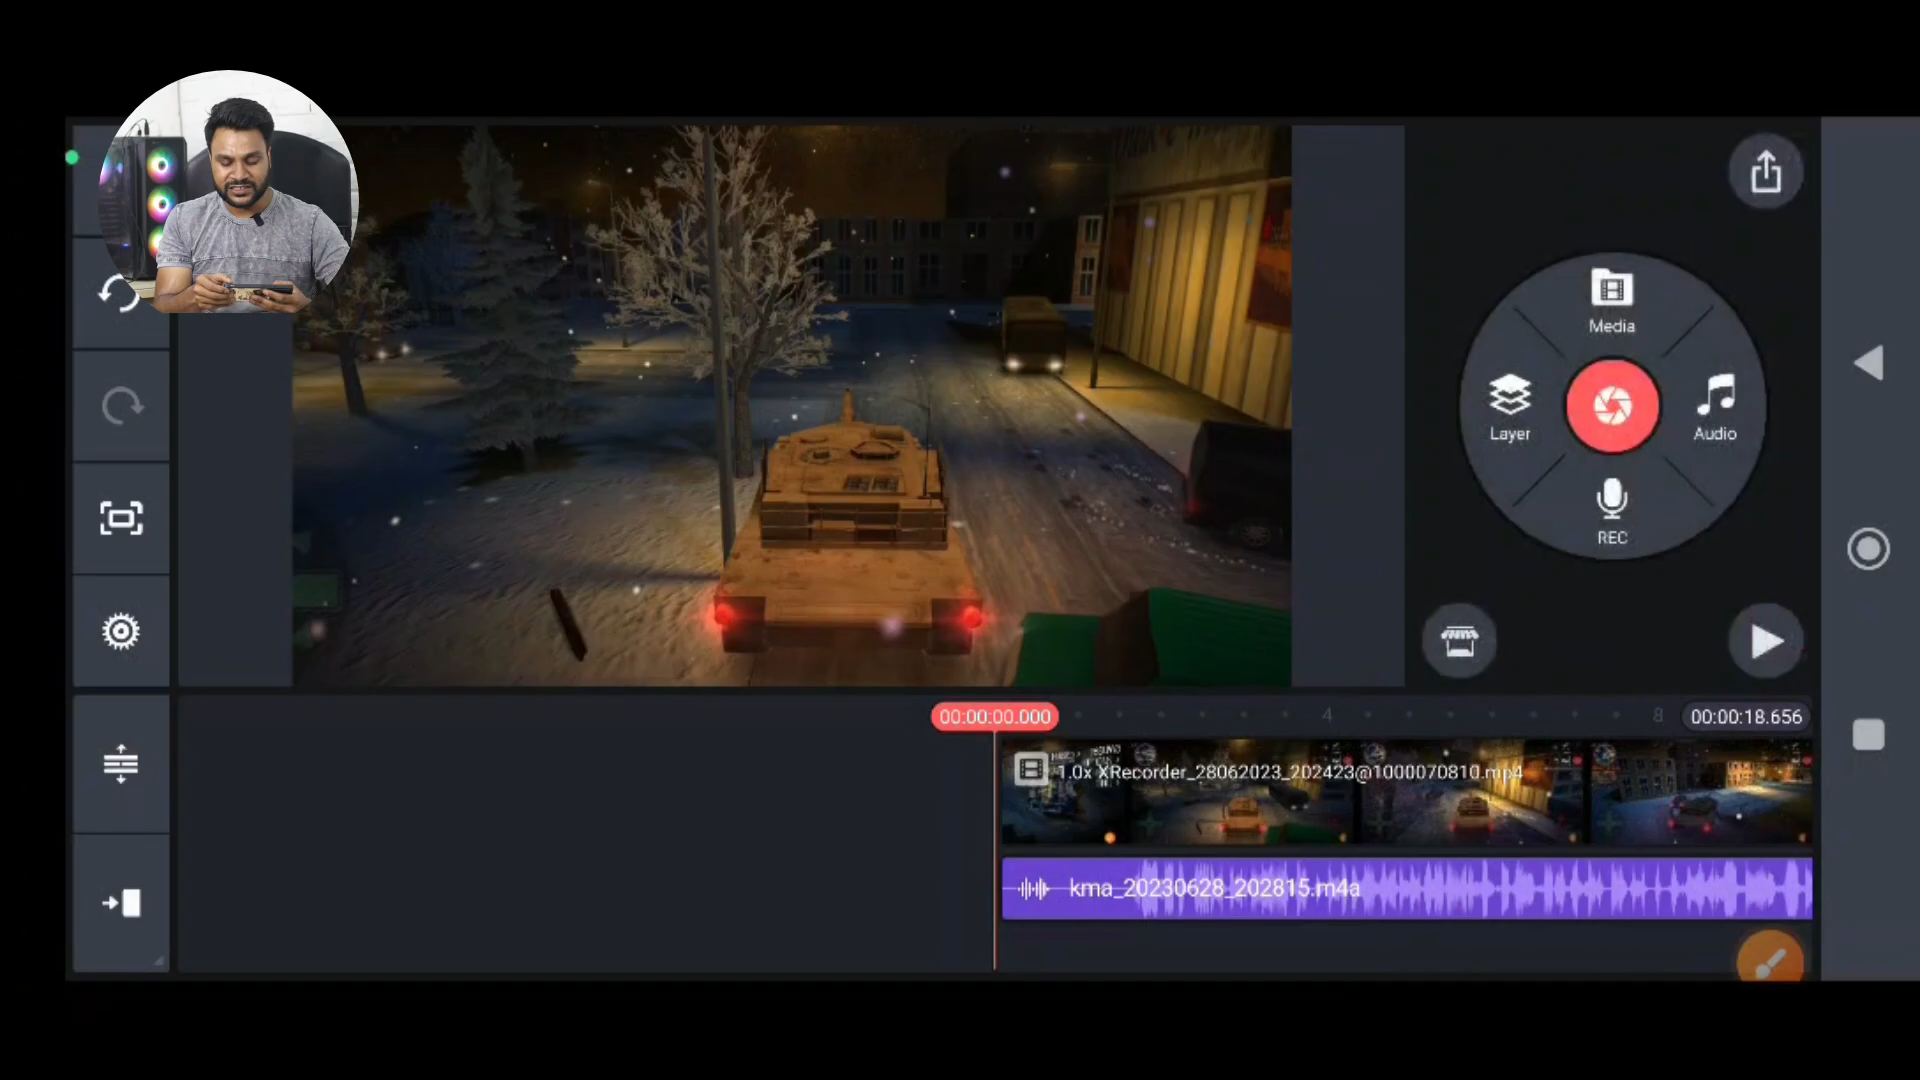 Media
Layer
Audio
REC
00:00:00.000
4
8
00:00:18.656
1.0x XRecorder_28062023_202423@1000070810.mp4
kma_20230628_202815.m4a